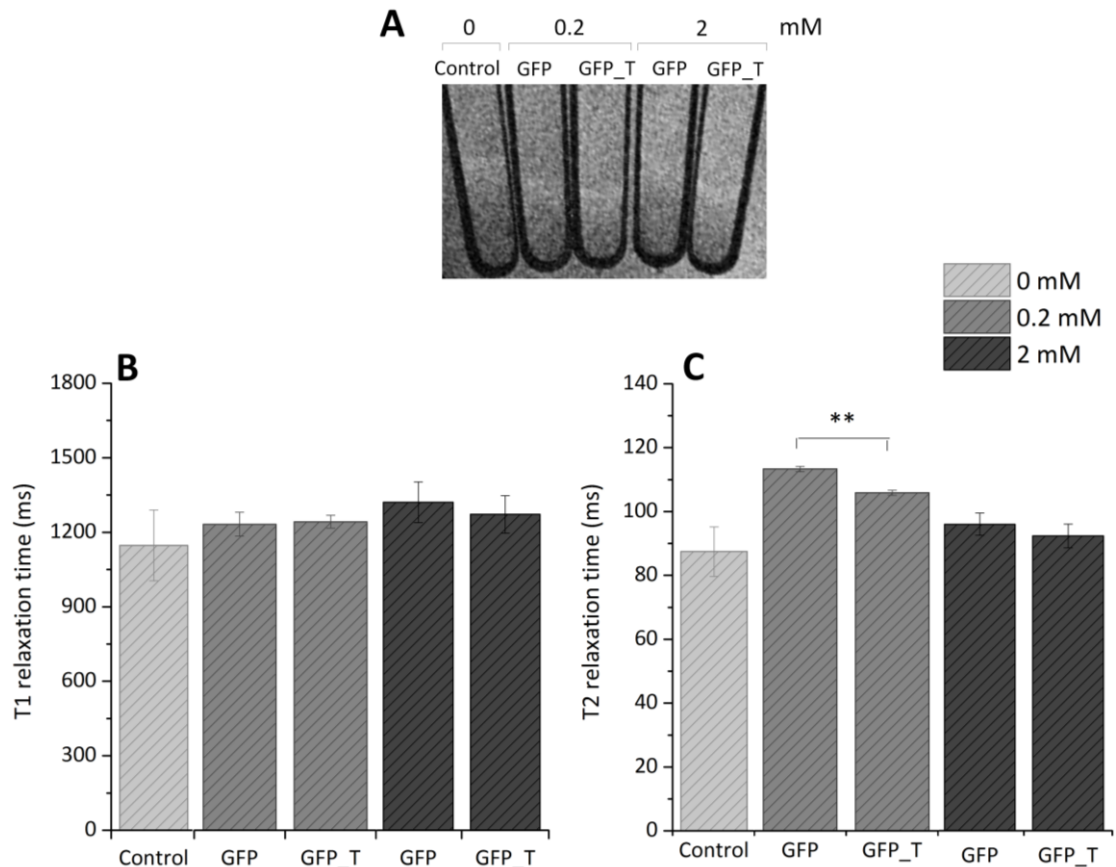 A
0 0.2 2 mM
Control GFP GFP_T GFP GFP_T
0 mM
0.2 mM
2 mM
B
1800
1500
1200
900
600
300
0
T1 relaxation time (ms)
Control GFP GFP_T GFP GFP_T
C
140
120
100
80
60
40
20
0
T2 relaxation time (ms)
**
Control GFP GFP_T GFP GFP_T